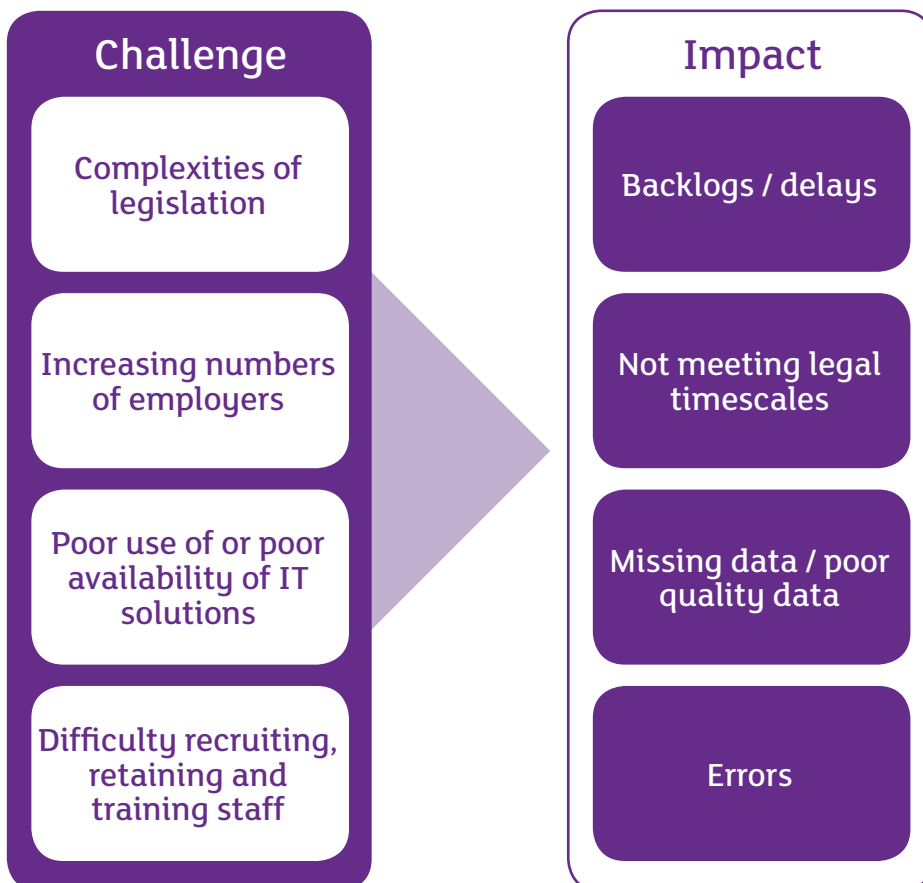 Challenge
Complexities of
legislation
Increasing numbers
of employers
Poor use of or poor
availability of IT
solutions
Difficulty recruiting,
retaining and
training staff
Impact
Backlogs / delays
Not meeting legal
timescales
Missing data / poor
quality data
Errors